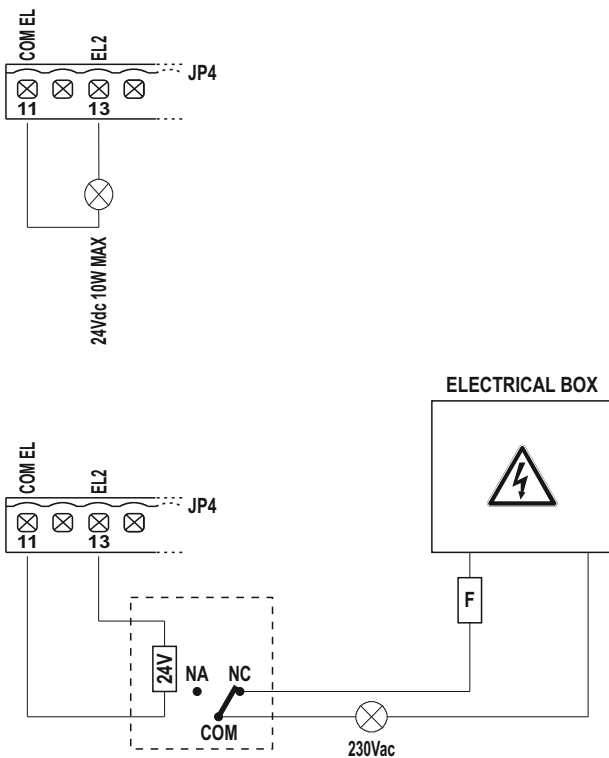 COM EL
EL2
JP4
11
13
24Vdc 10W MAX
ELECTRICAL BOX
COM EL
EL2
JP4
11
13
F
24V
NA
NC
COM
230Vac